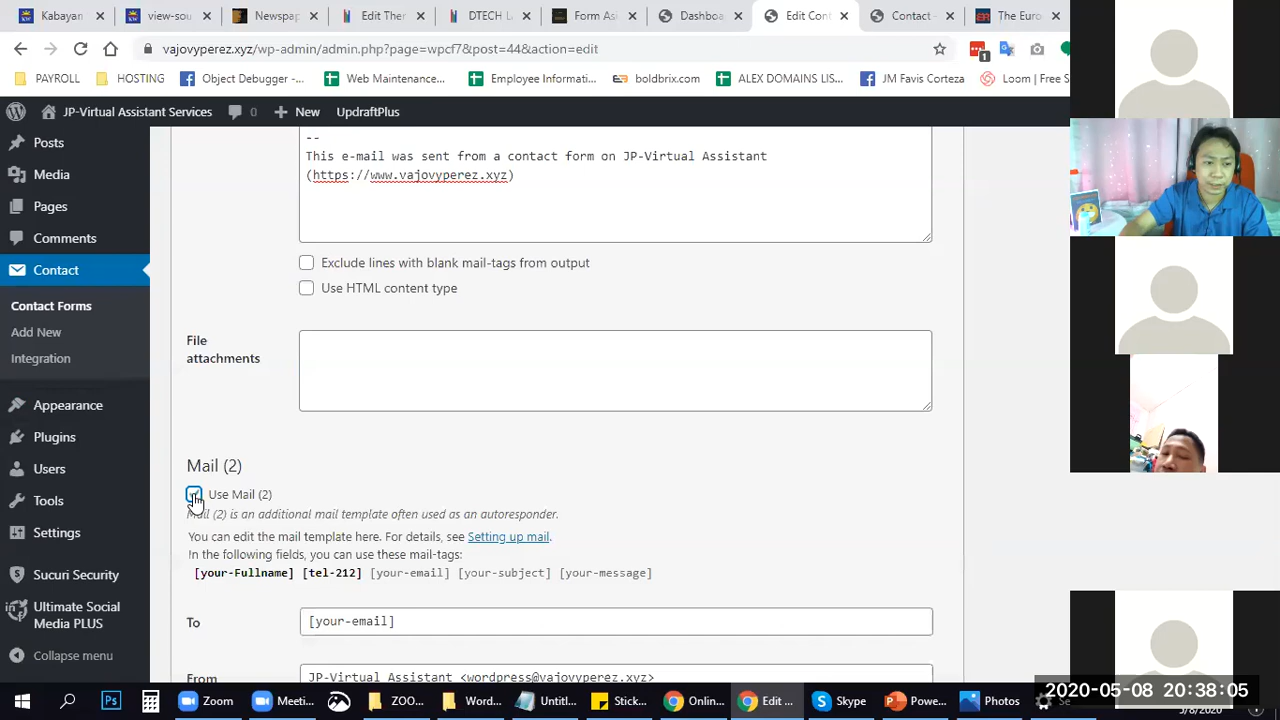 Kabayan
view-sou
Napo
Edit The
DTECH L
Form As
Dashboa
Edit Con
Contact -
The Euro
vajovyperez.xyz/wp-admin/admin.php?page=wpcf7&post=44&action=edit
1
PAYROLL
HOSTING
Object Debugger -...
Web Maintenance...
Employee Informati...
boldbrix.com
ALEX DOMAINS LIS...
JM Favis Corteza
Loom | Free S
JP-Virtual Assistant Services
0
New
UpdraftPlus
Posts
Media
Pages
Comments
Contact
Contact Forms
Add New
Integration
Appearance
Plugins
Users
Tools
Settings
Sucuri Security
Ultimate Social
Media PLUS
Collapse menu
--
This e-mail was sent from a contact form on JP-Virtual Assistant
(https://www.vajovyperez.xyz)
Exclude lines with blank mail-tags from output
Use HTML content type
File
attachments
Mail (2)
Use Mail (2)
Mail (2) is an additional mail template often used as an autoresponder.
You can edit the mail template here. For details, see Setting up mail.
In the following fields, you can use these mail-tags:
[your-Fullname] [tel-212] [your-email] [your-subject] [your-message]
To
[your-email]
From
JP-Virtual Assistant <wordpress@vajovyperez.xyz>
Zoom
Meeti...
ZOO...
Word...
Untitl...
Stick...
Onlin...
Edit ...
Skype
Powe...
Photos
2020-05-08 20:38:05
5/8/2020